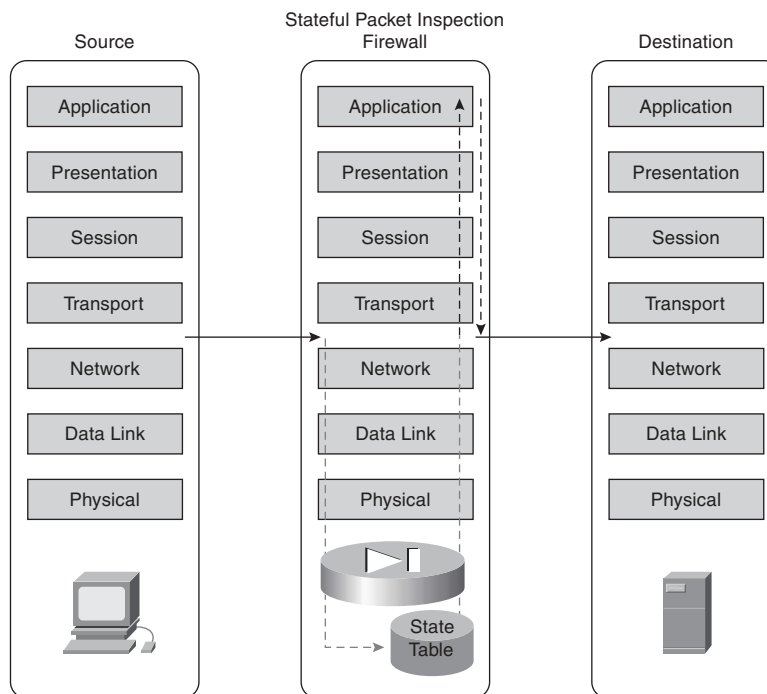 Stateful Packet Inspection
Source
Firewall
Destination
Application
Application
Application
Presentation
Presentation
Presentation
Session
Session
Session
Transport
Transport
Transport
Network
Network
Network
Data Link
Data Link
Data Link
Physical
Physical
Physical
State
Table